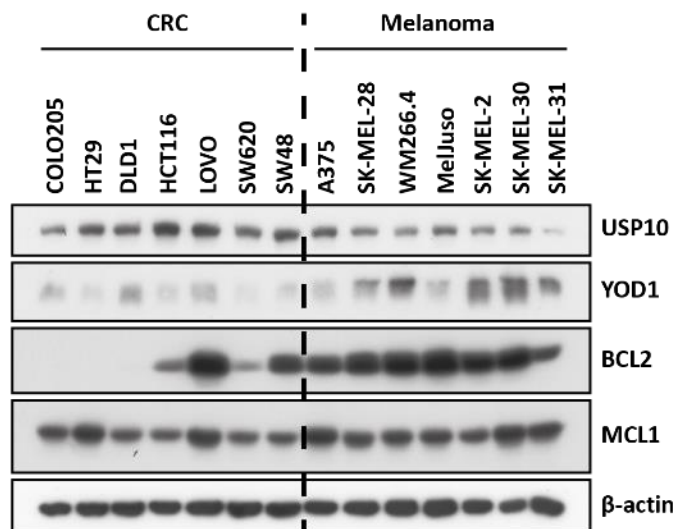 CRC Melanoma
COLO205 HT29 DLD1 HCT116 LOVO SW620 SW48 A375 SK-MEL-28 WM266.4 MelJuso SK-MEL-2 SK-MEL-30 SK-MEL-31
USP10
YOD1
BCL2
MCL1
β-actin